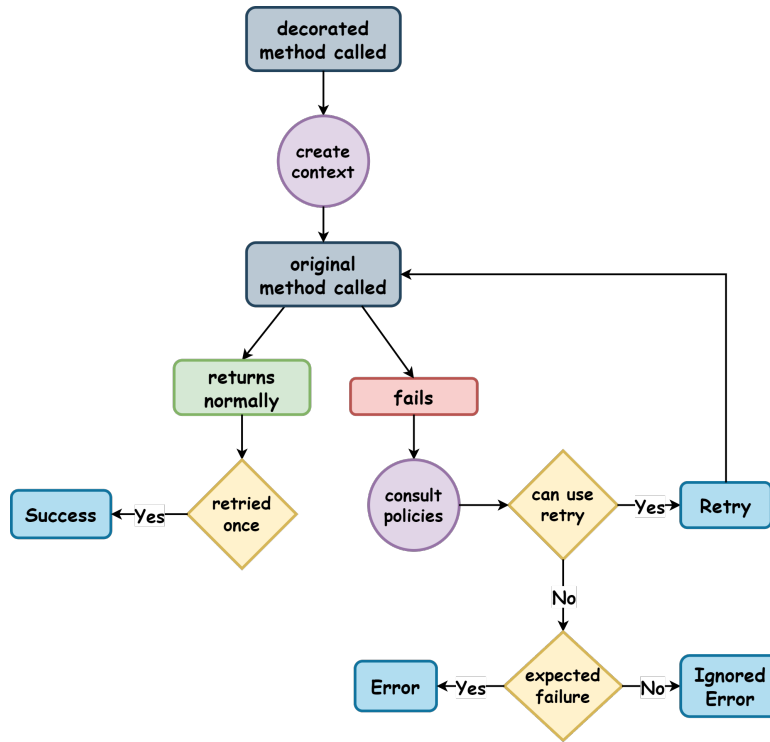 decorated
method called
create
context
original
method called
returns
normally
fails
Success
Yes
retried
once
consult
policies
can use
retry
Yes
Retry
No
Error
Yes
expected
failure
No
Ignored
Error